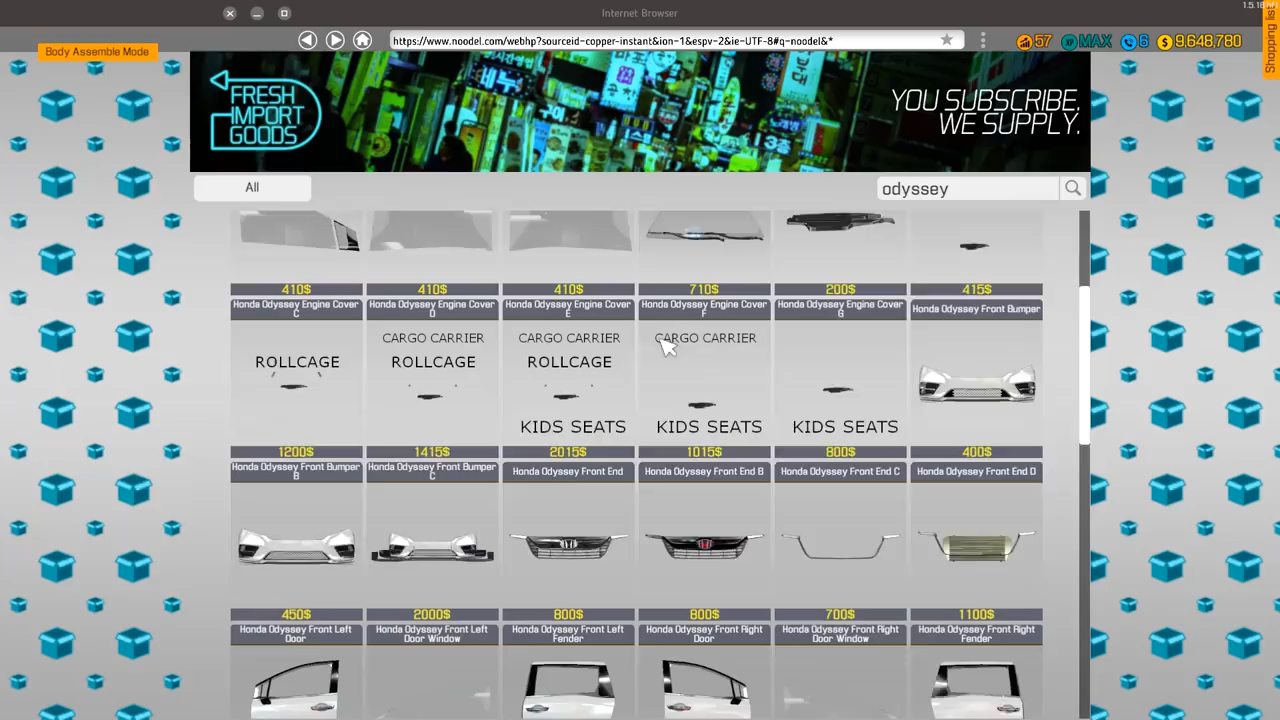 Internet Browser
1.5.18
Body Assemble Mode
https://www.noodel.com/webhp?sourceid-copper-instant&ion-1&espv-2&ie-UTF-8#q-noodel&*
57
XP MAX
6
$ 9,648,780
Shopping list
FRESH
IMPORT
GOODS
YOU SUBSCRIBE.
WE SUPPLY.
All
odyssey
410$ 410$ 410$ 710$ 200$ 415$
Honda Odyssey Engine Cover C
Honda Odyssey Engine Cover D
Honda Odyssey Engine Cover E
Honda Odyssey Engine Cover F
Honda Odyssey Engine Cover G
Honda Odyssey Front Bumper
ROLLCAGE
CARGO CARRIER
ROLLCAGE
CARGO CARRIER
ROLLCAGE
KIDS SEATS
CARGO CARRIER
KIDS SEATS
KIDS SEATS
1200$ 1415$ 2015$ 1015$ 800$ 400$
Honda Odyssey Front Bumper B
Honda Odyssey Front Bumper C
Honda Odyssey Front End
Honda Odyssey Front End B
Honda Odyssey Front End C
Honda Odyssey Front End D
450$ 2000$ 800$ 800$ 700$ 1100$
Honda Odyssey Front Left Door
Honda Odyssey Front Left Door Window
Honda Odyssey Front Left Fender
Honda Odyssey Front Right Door
Honda Odyssey Front Right Door Window
Honda Odyssey Front Right Fender